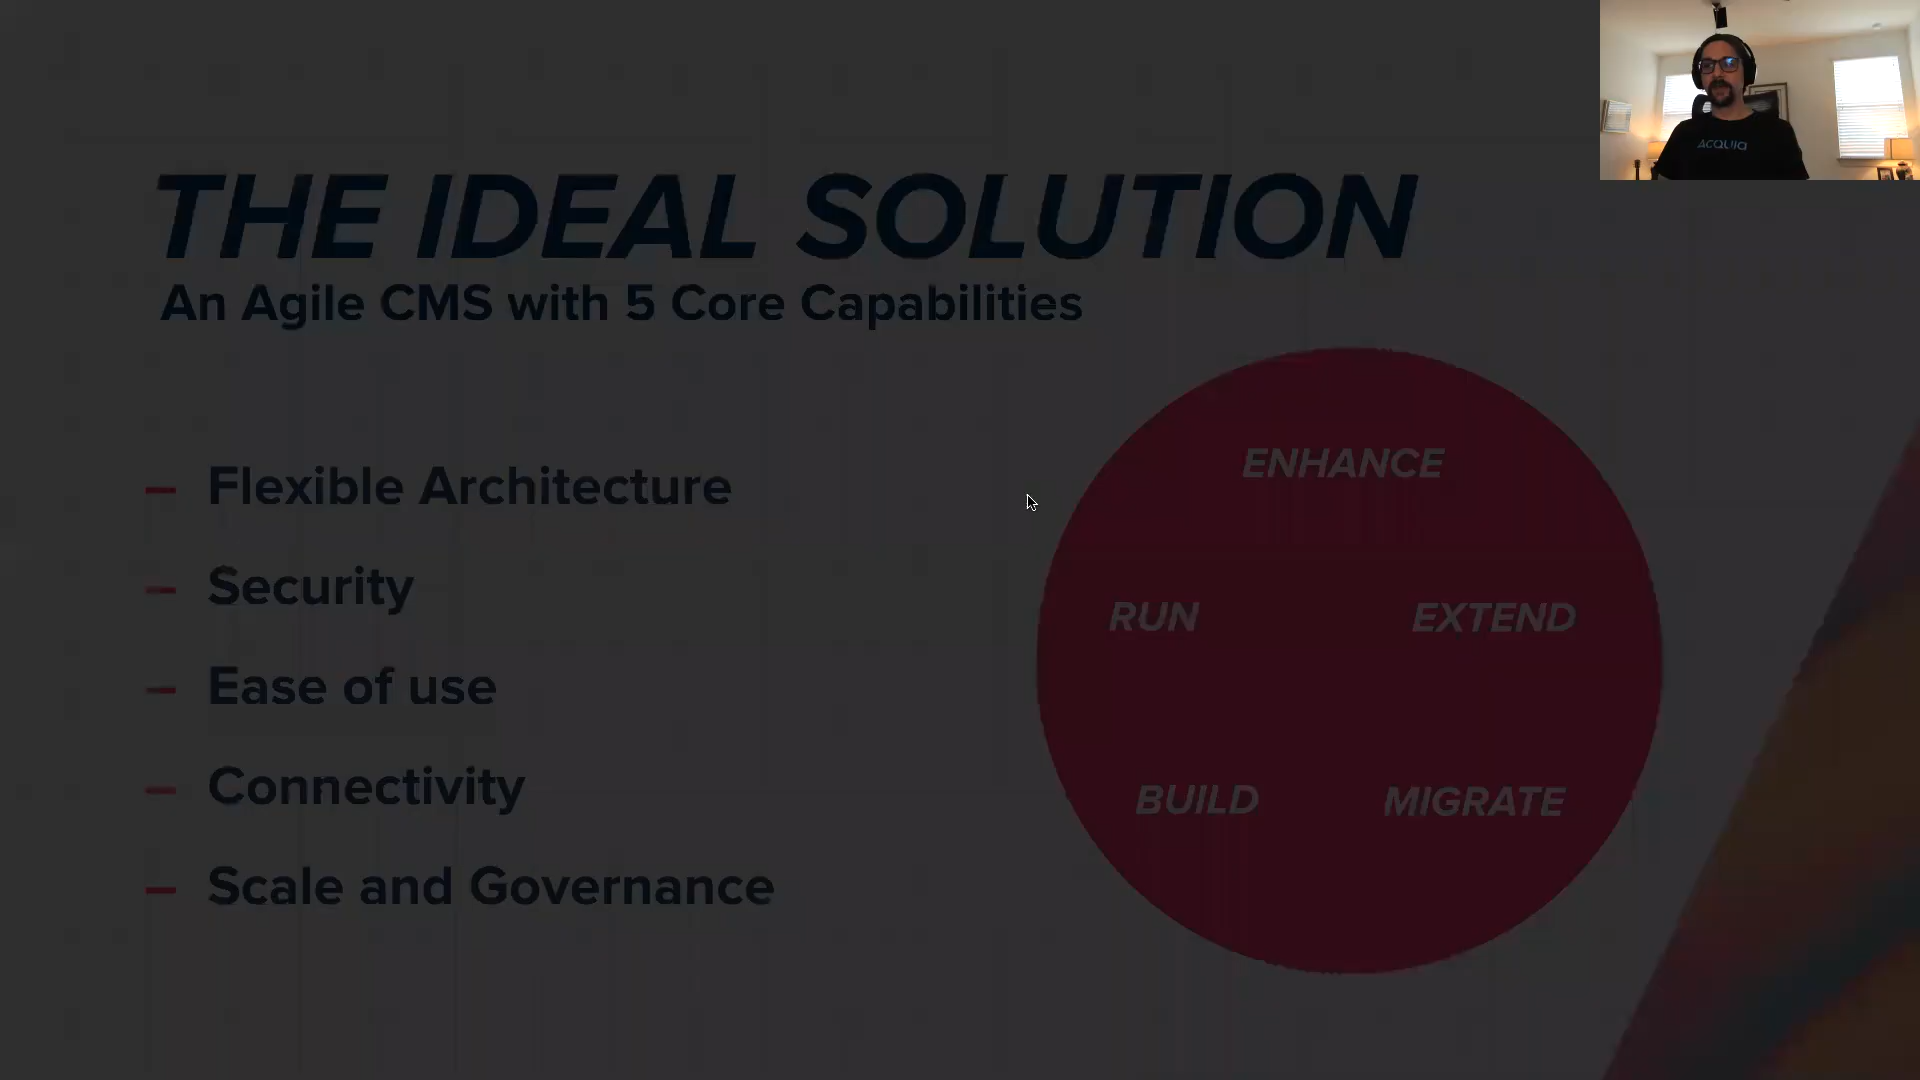 THE IDEAL SOLUTION
An Agile CMS with 5 Core Capabilities
– Flexible Architecture
– Security
– Ease of use
– Connectivity
– Scale and Governance
ENHANCE
RUN
EXTEND
BUILD
MIGRATE
ACQUIA